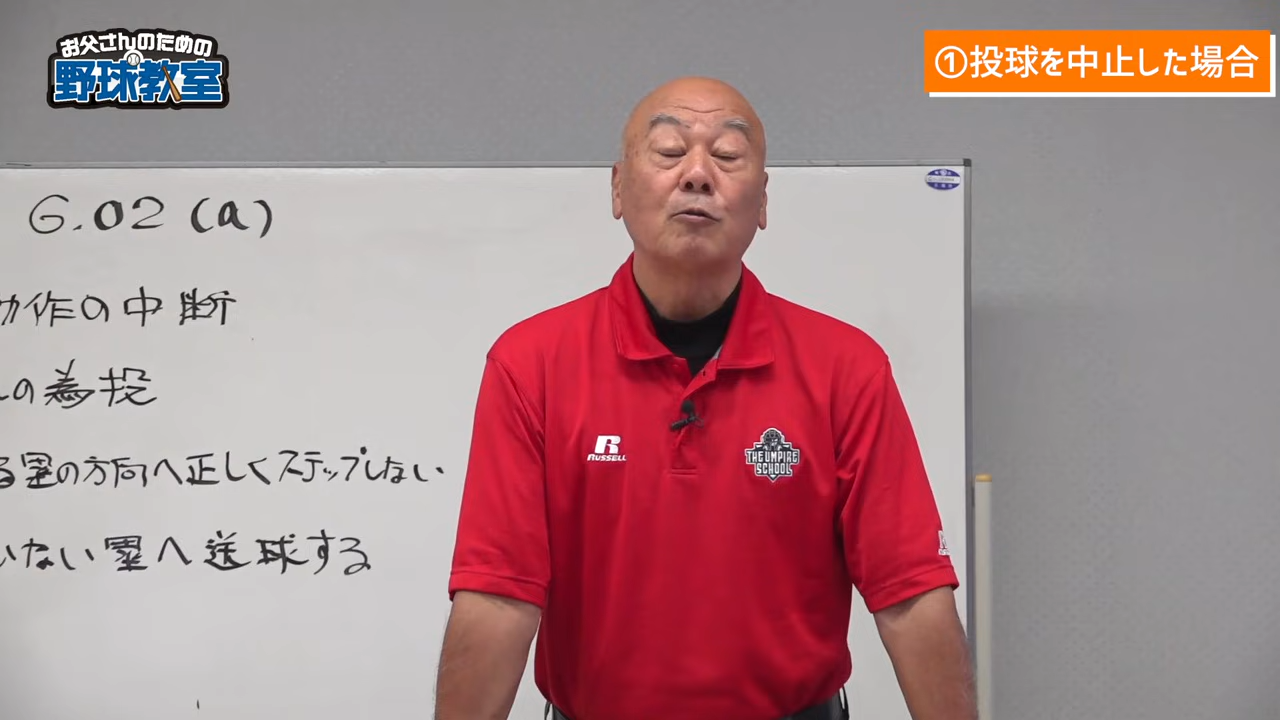 お父さんのための
野球教室
①投球を中止した場合
6.02(a)
動作の中断
の為投
る塁の方向へ正しくステップしない
いない塁へ送球する
RUSSELL
THE UMPIRE
SCHOOL